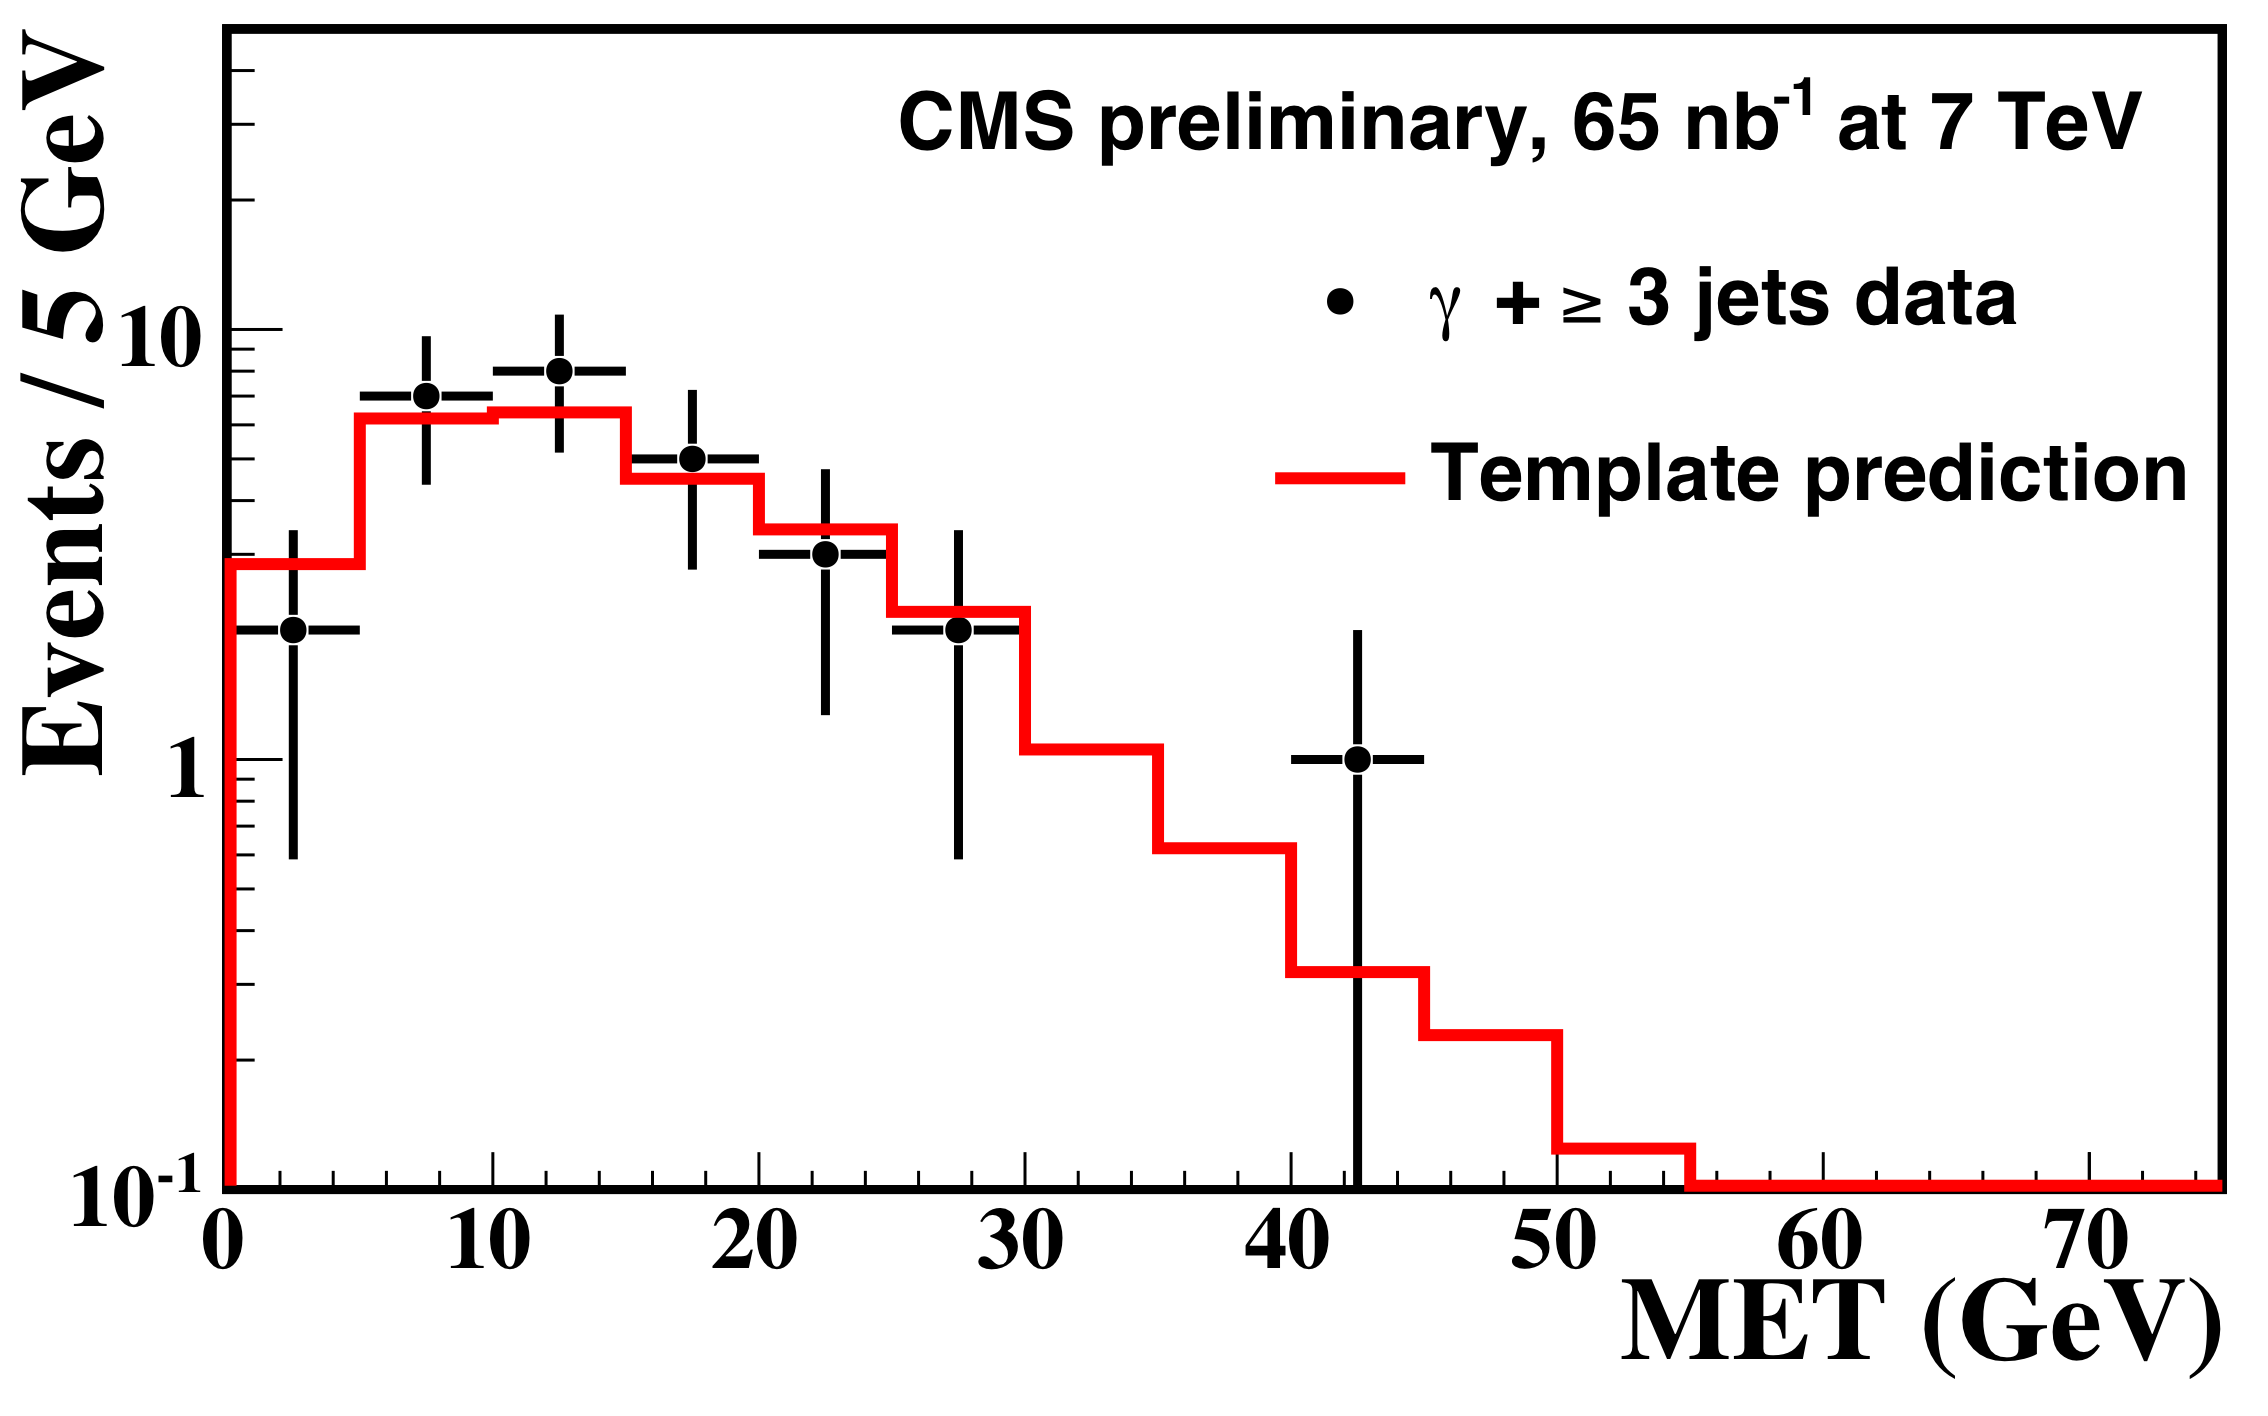 CMS preliminary, 65 nb-1 at 7 TeV
γ + ≥ 3 jets data
Template prediction
Events / 5 GeV
10
1
10-1
0 10 20 30 40 50 60 70
MET (GeV)